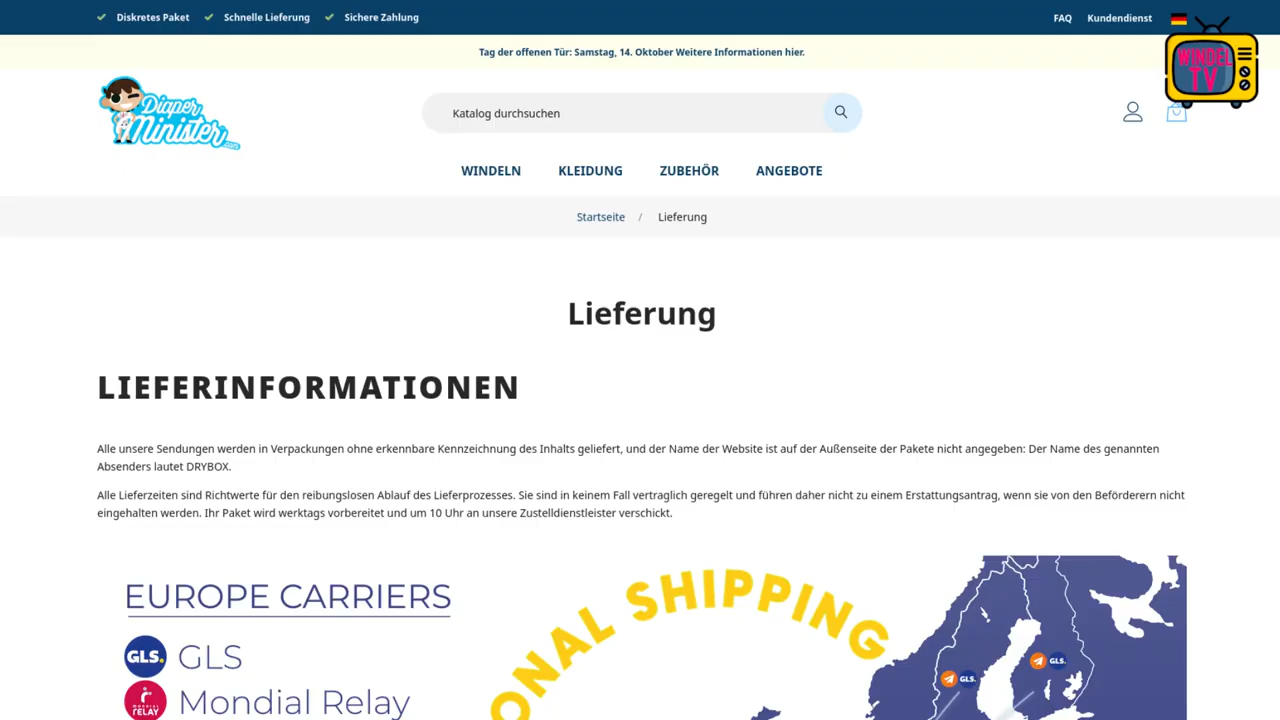 Diskretes Paket Schnelle Lieferung Sichere Zahlung FAQ Kundendienst
Tag der offenen Tür: Samstag, 14. Oktober Weitere Informationen hier.
WINDEL
TV
Diaper
Minister.com
Katalog durchsuchen
WINDELN KLEIDUNG ZUBEHÖR ANGEBOTE
Startseite / Lieferung
Lieferung
LIEFERINFORMATIONEN
Alle unsere Sendungen werden in Verpackungen ohne erkennbare Kennzeichnung des Inhalts geliefert, und der Name der Website ist auf der Außenseite der Pakete nicht angegeben: Der Name des genannten
Absenders lautet DRYBOX.
Alle Lieferzeiten sind Richtwerte für den reibungslosen Ablauf des Lieferprozesses. Sie sind in keinem Fall vertraglich geregelt und führen daher nicht zu einem Erstattungsantrag, wenn sie von den Beförderern nicht
eingehalten werden. Ihr Paket wird werktags vorbereitet und um 10 Uhr an unsere Zustelldienstleister verschickt.
EUROPE CARRIERS
ONAL SHIPPING
GLS. GLS
GLS.
GLS.
MONDIAL
RELAY
Mondial Relay